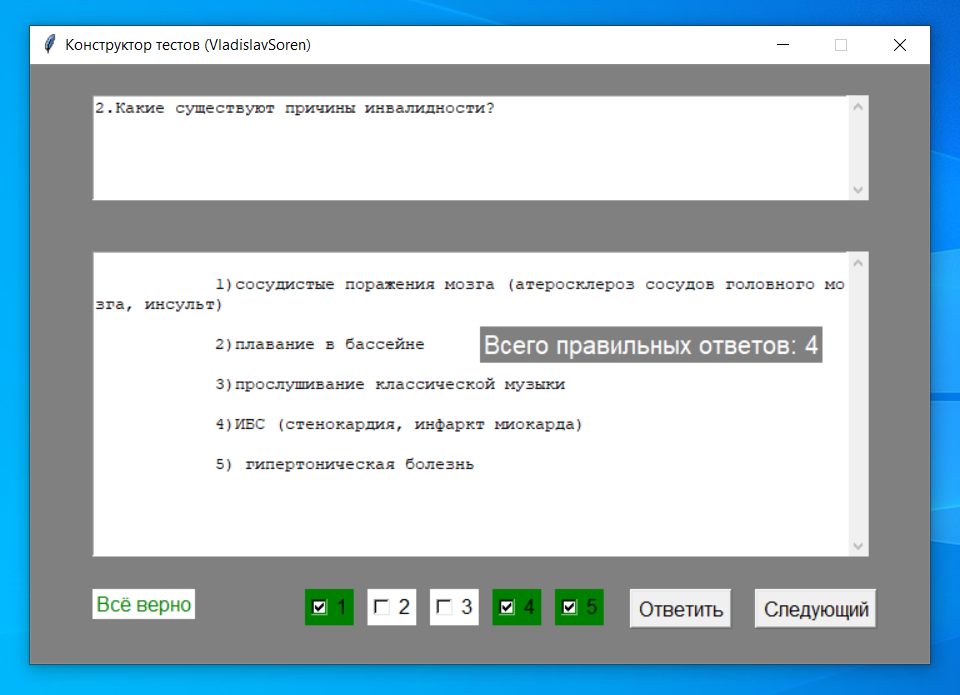 Конструктор тестов (VladislavSoren)
2.Какие существуют причины инвалидности?
1)сосудистые поражения мозга (атеросклероз сосудов головного мо
зга, инсульт)
2)плавание в бассейне
Всего правильных ответов: 4
3)прослушивание классической музыки
4)ИБС (стенокардия, инфаркт миокарда)
5) гипертоническая болезнь
Всё верно 1 2 3 4 5 Ответить Следующий